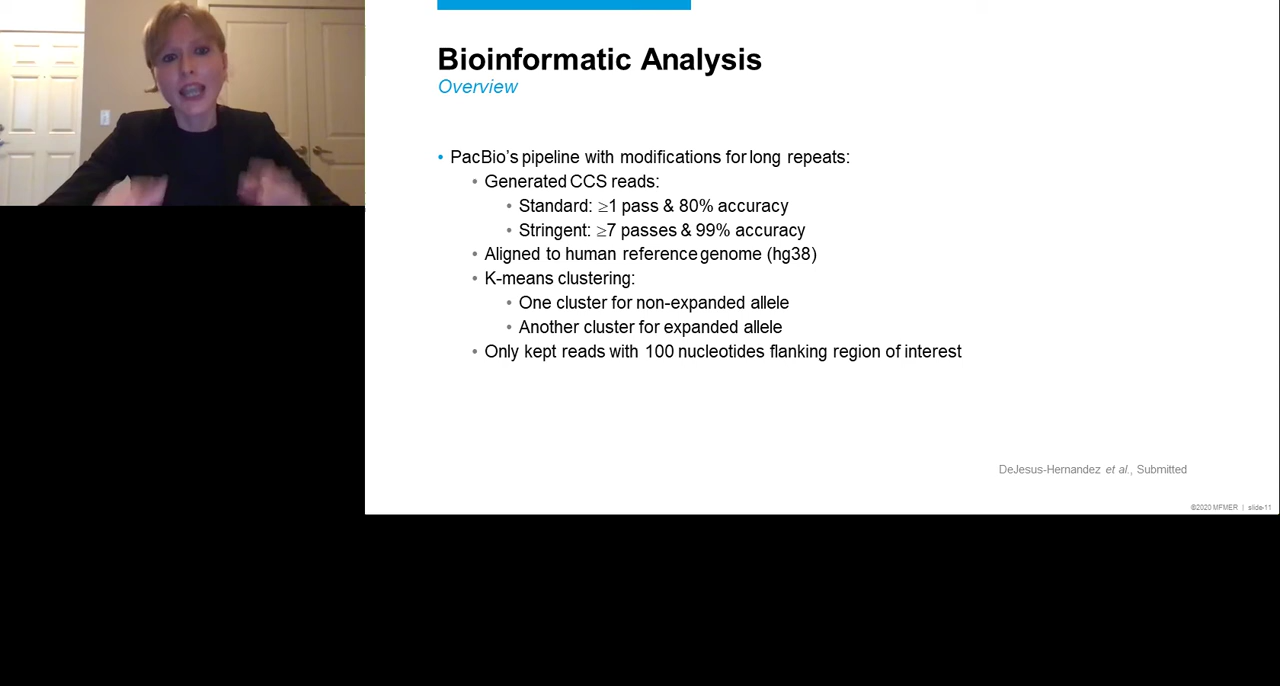 Bioinformatic Analysis
Overview
• PacBio's pipeline with modifications for long repeats:
• Generated CCS reads:
• Standard: ≥1 pass & 80% accuracy
• Stringent: ≥7 passes & 99% accuracy
• Aligned to human reference genome (hg38)
• K-means clustering:
• One cluster for non-expanded allele
• Another cluster for expanded allele
• Only kept reads with 100 nucleotides flanking region of interest
DeJesus-Hernandez et al., Submitted
©2020 MFMER | slide-11